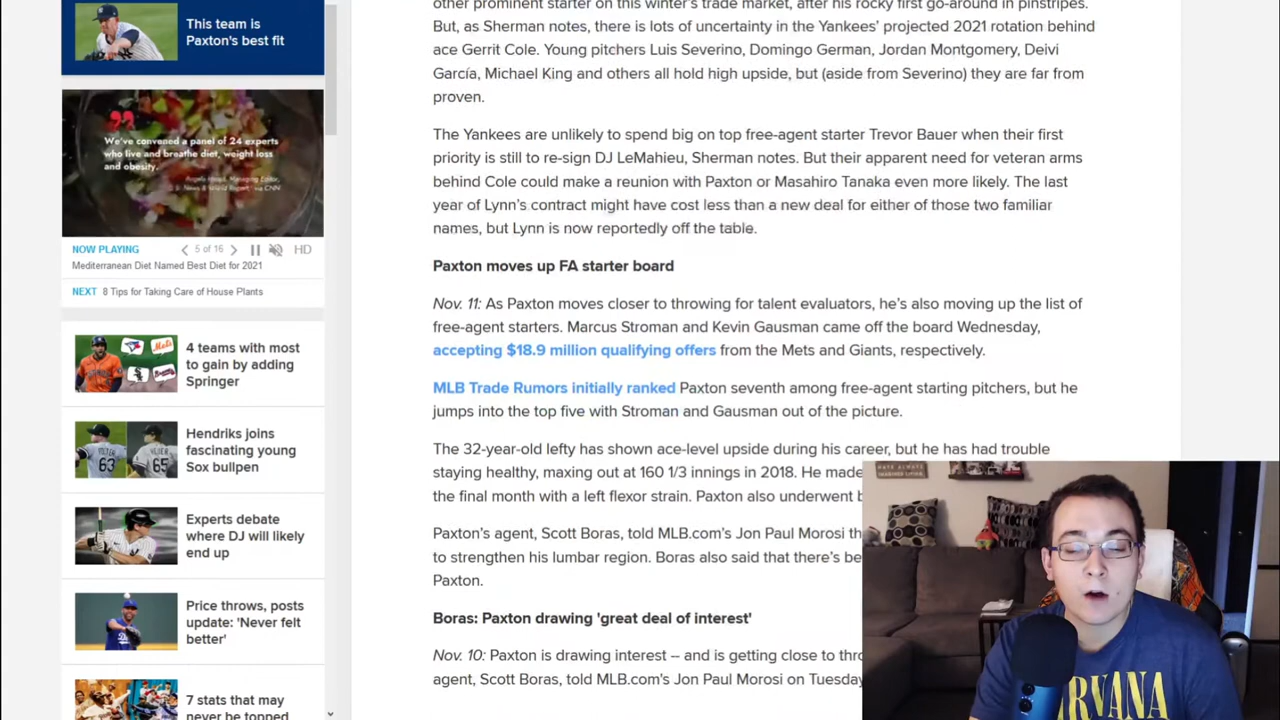 This team is
Paxton's best fit
We've convened a panel of 24 experts
who live and breathe diet, weight loss
and obesity.
NOW PLAYING
5 of 16
HD
Mediterranean Diet Named Best Diet for 2021
NEXT 8 Tips for Taking Care of House Plants
4 teams with most
to gain by adding
Springer
Hendriks joins
fascinating young
Sox bullpen
Experts debate
where DJ will likely
end up
Price throws, posts
update: 'Never felt
better'
7 stats that may
never be topped
other prominent starter on this winter's trade market, after his rocky first go-around in pinstripes.
But, as Sherman notes, there is lots of uncertainty in the Yankees' projected 2021 rotation behind
ace Gerrit Cole. Young pitchers Luis Severino, Domingo German, Jordan Montgomery, Deivi
García, Michael King and others all hold high upside, but (aside from Severino) they are far from
proven.
The Yankees are unlikely to spend big on top free-agent starter Trevor Bauer when their first
priority is still to re-sign DJ LeMahieu, Sherman notes. But their apparent need for veteran arms
behind Cole could make a reunion with Paxton or Masahiro Tanaka even more likely. The last
year of Lynn's contract might have cost less than a new deal for either of those two familiar
names, but Lynn is now reportedly off the table.
Paxton moves up FA starter board
Nov. 11: As Paxton moves closer to throwing for talent evaluators, he's also moving up the list of
free-agent starters. Marcus Stroman and Kevin Gausman came off the board Wednesday,
accepting $18.9 million qualifying offers from the Mets and Giants, respectively.
MLB Trade Rumors initially ranked Paxton seventh among free-agent starting pitchers, but he
jumps into the top five with Stroman and Gausman out of the picture.
The 32-year-old lefty has shown ace-level upside during his career, but he has had trouble
staying healthy, maxing out at 160 1/3 innings in 2018. He made
the final month with a left flexor strain. Paxton also underwent
Paxton's agent, Scott Boras, told MLB.com's Jon Paul Morosi
to strengthen his lumbar region. Boras also said that there's
Paxton.
Boras: Paxton drawing 'great deal of interest'
Nov. 10: Paxton is drawing interest – and is getting close to
agent, Scott Boras, told MLB.com's Jon Paul Morosi on Tuesday
NIRVANA